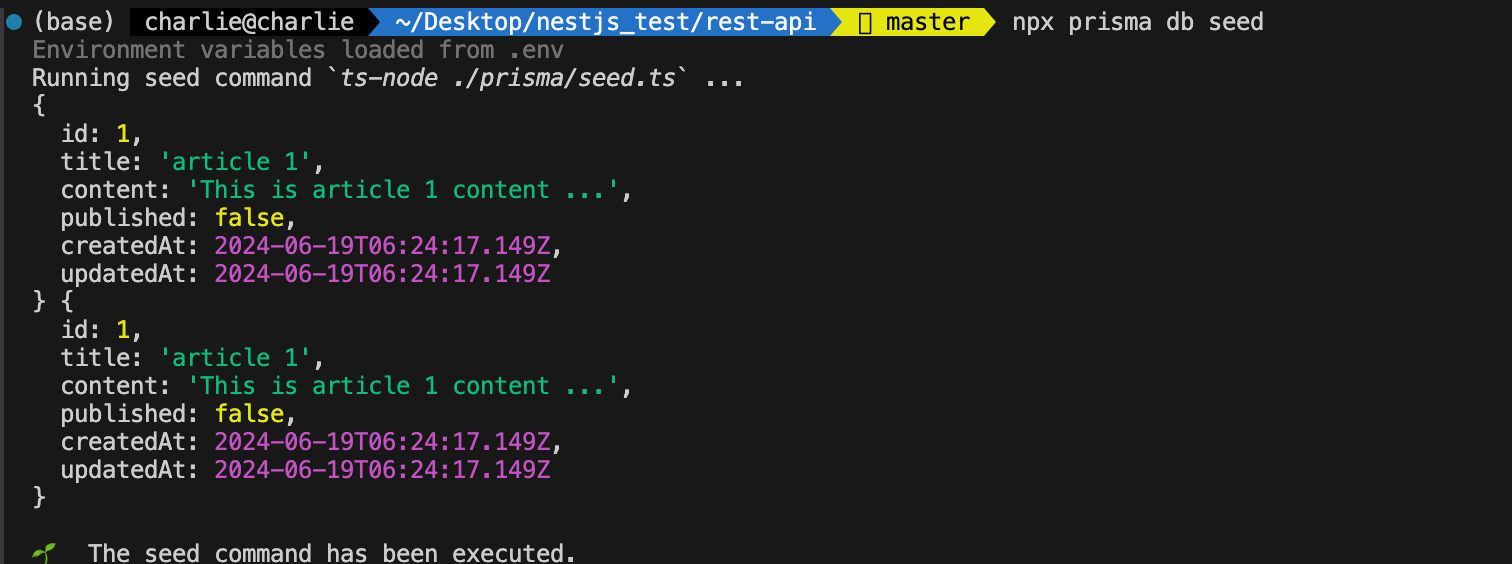 (base) charlie@charlie ~/Desktop/nestjs_test/rest-api master npx prisma db seed
Environment variables loaded from .env
Running seed command `ts-node ./prisma/seed.ts` ...
{
  id: 1,
  title: 'article 1',
  content: 'This is article 1 content ...',
  published: false,
  createdAt: 2024-06-19T06:24:17.149Z,
  updatedAt: 2024-06-19T06:24:17.149Z
} {
  id: 1,
  title: 'article 1',
  content: 'This is article 1 content ...',
  published: false,
  createdAt: 2024-06-19T06:24:17.149Z,
  updatedAt: 2024-06-19T06:24:17.149Z
}
🌱 The seed command has been executed.